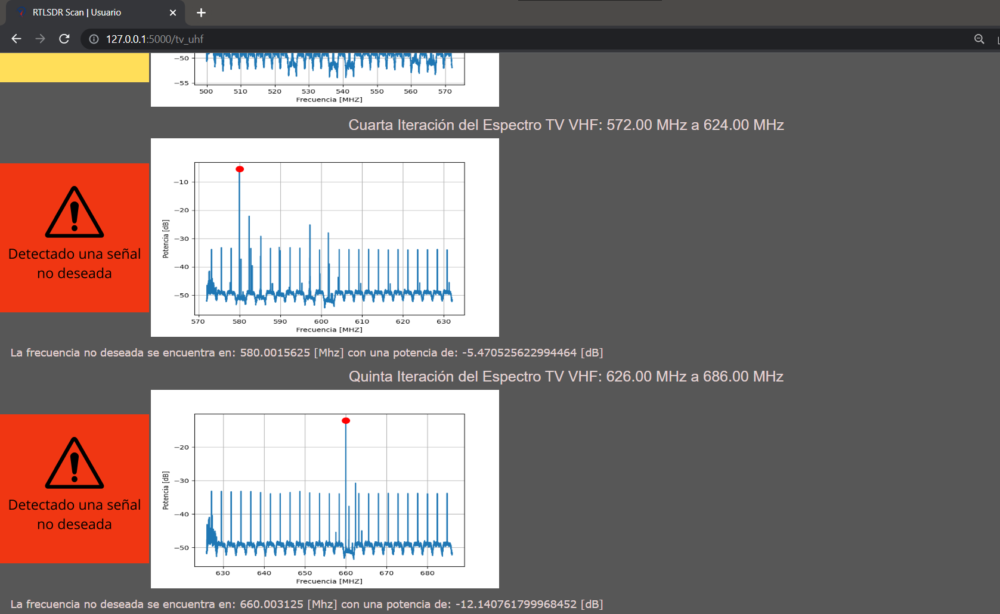 RTLSDR Scan | Usuario
127.0.0.1:5000/tv_uhf
−50
−55
500 510 520 530 540 550 560 570
Frecuencia [MHZ]
Cuarta Iteración del Espectro TV VHF: 572.00 MHz a 624.00 MHz
Detectado una señal
no deseada
Potencia [dB]
−10
−20
−30
−40
−50
570 580 590 600 610 620 630
Frecuencia [MHZ]
La frecuencia no deseada se encuentra en: 580.0015625 [Mhz] con una potencia de: -5.470525622994464 [dB]
Quinta Iteración del Espectro TV VHF: 626.00 MHz a 686.00 MHz
Detectado una señal
no deseada
Potencia [dB]
−20
−30
−40
−50
630 640 650 660 670 680
Frecuencia [MHZ]
La frecuencia no deseada se encuentra en: 660.003125 [Mhz] con una potencia de: -12.140761799968452 [dB]